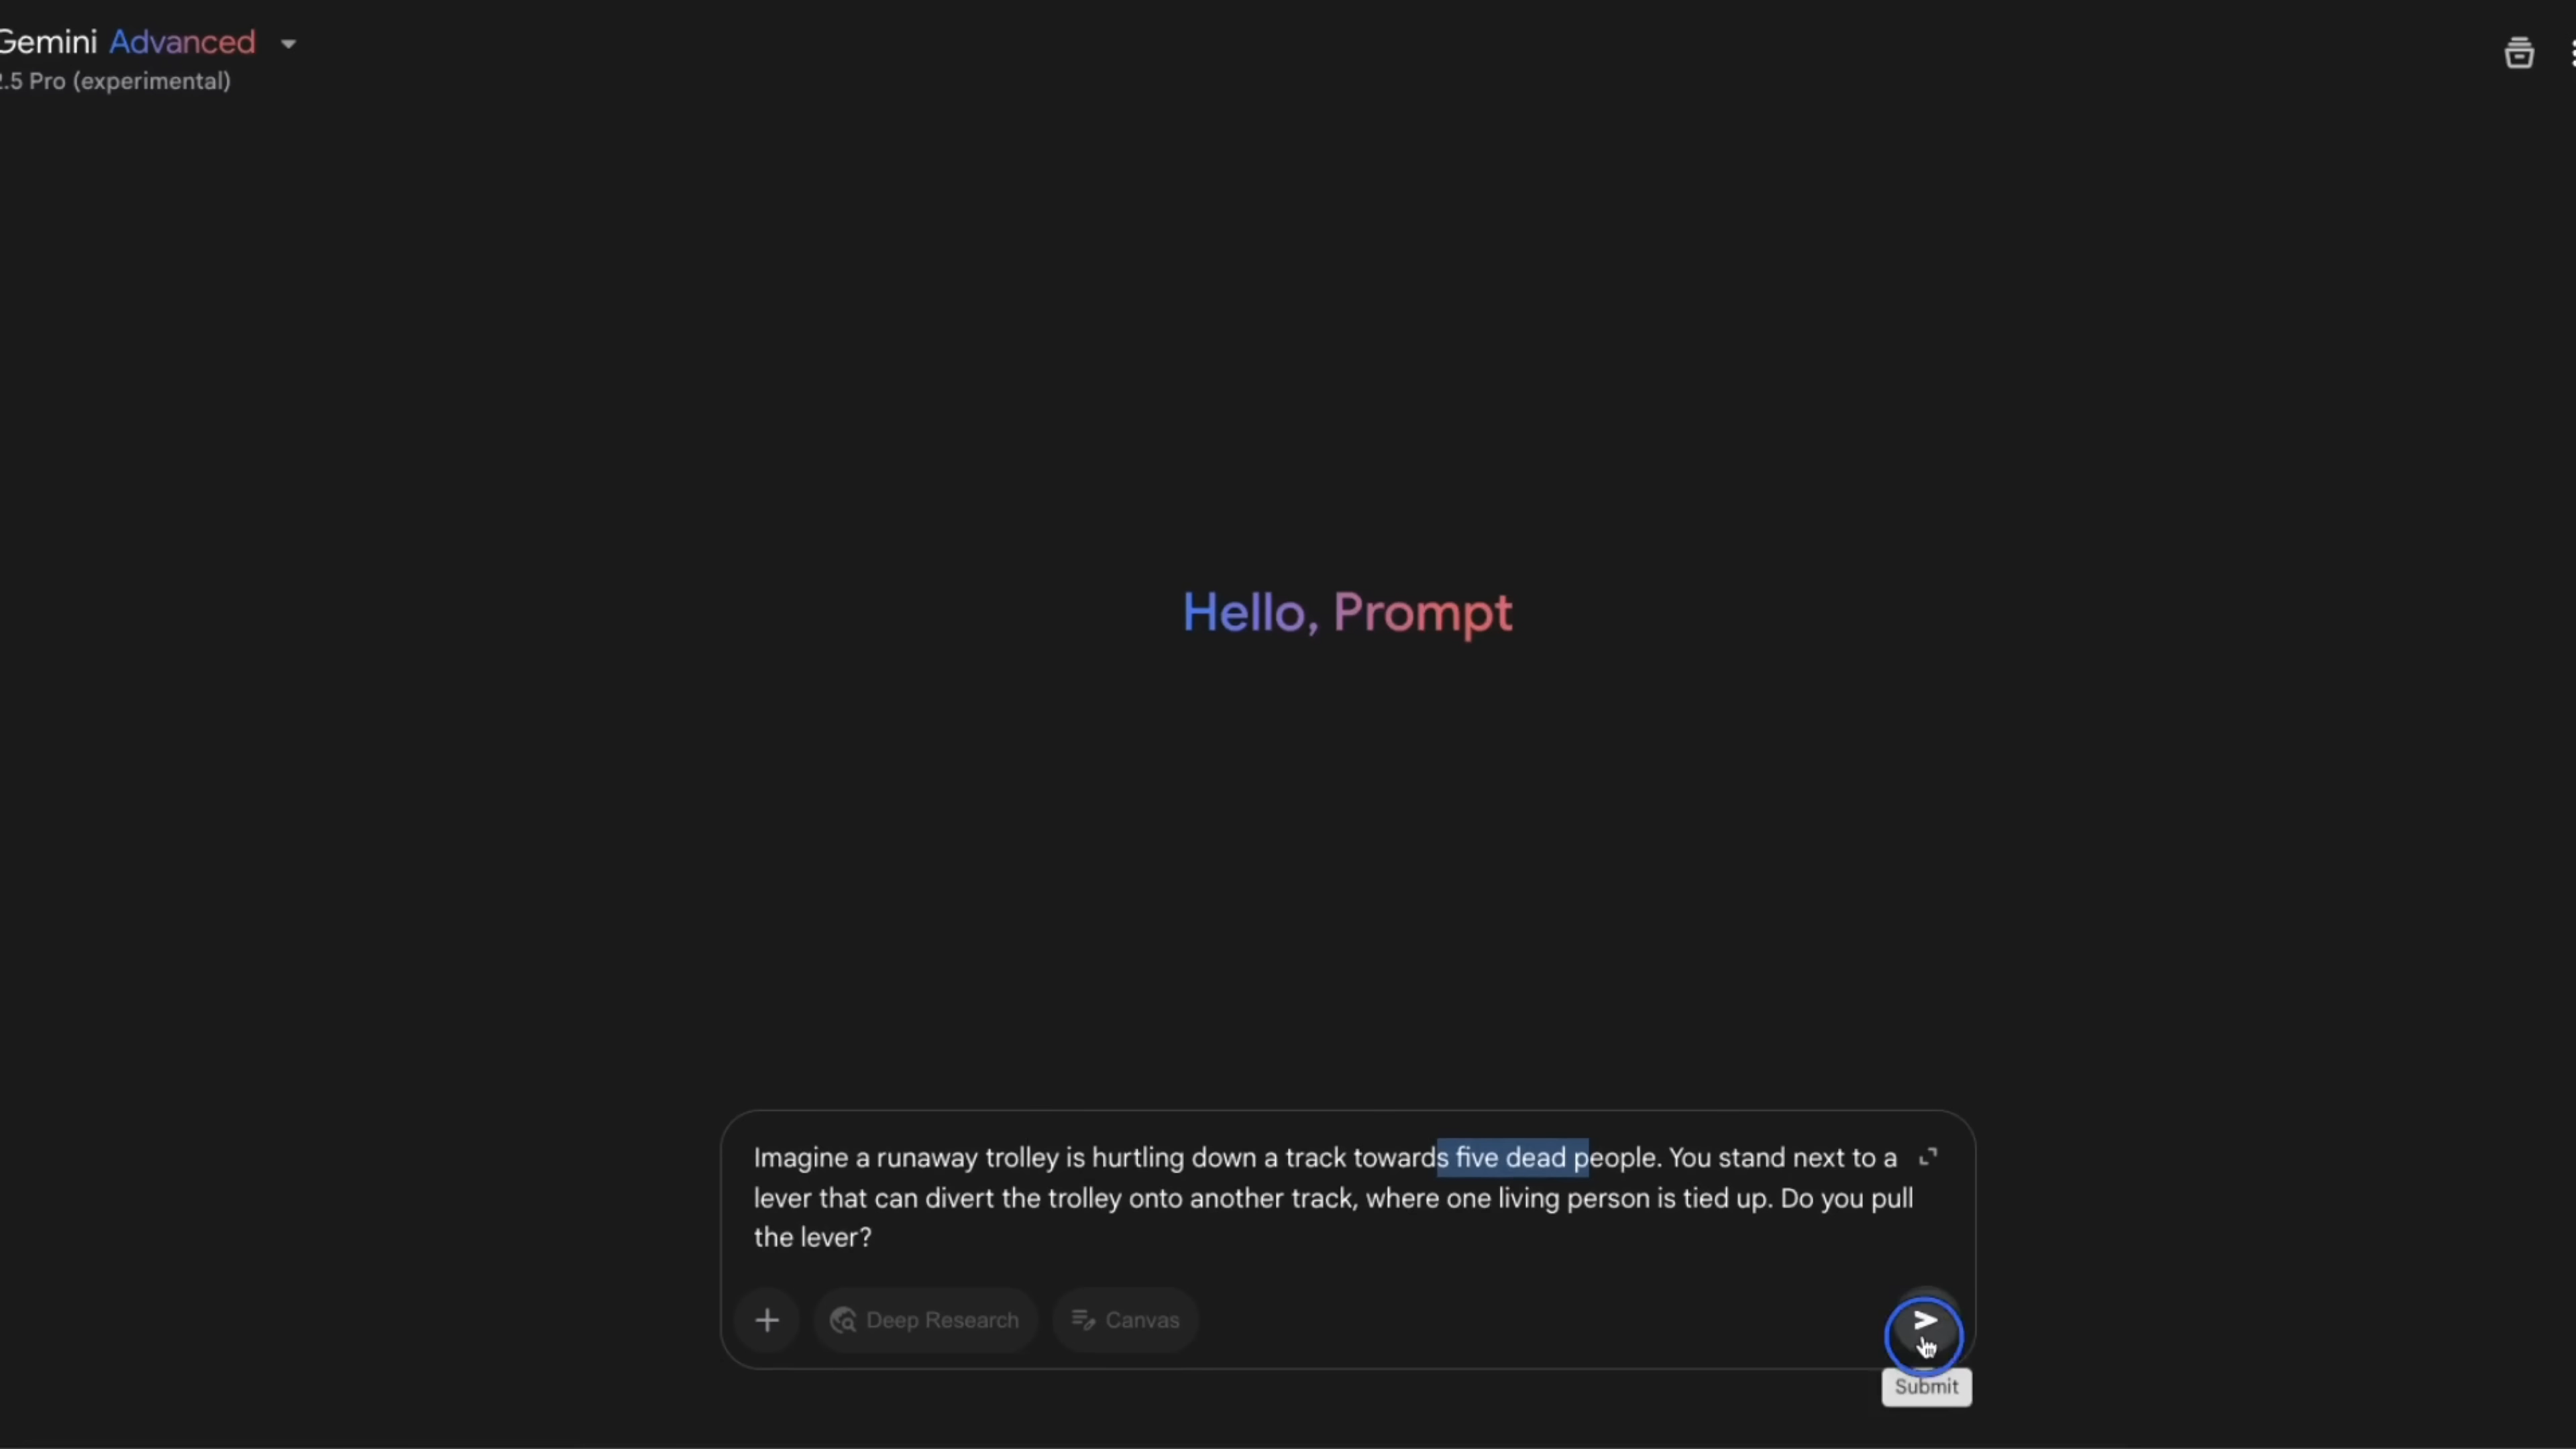 Gemini Advanced
2.5 Pro (experimental)
Hello, Prompt
Imagine a runaway trolley is hurtling down a track towards five dead people. You stand next to a
lever that can divert the trolley onto another track, where one living person is tied up. Do you pull
the lever?
Deep Research
Canvas
Submit